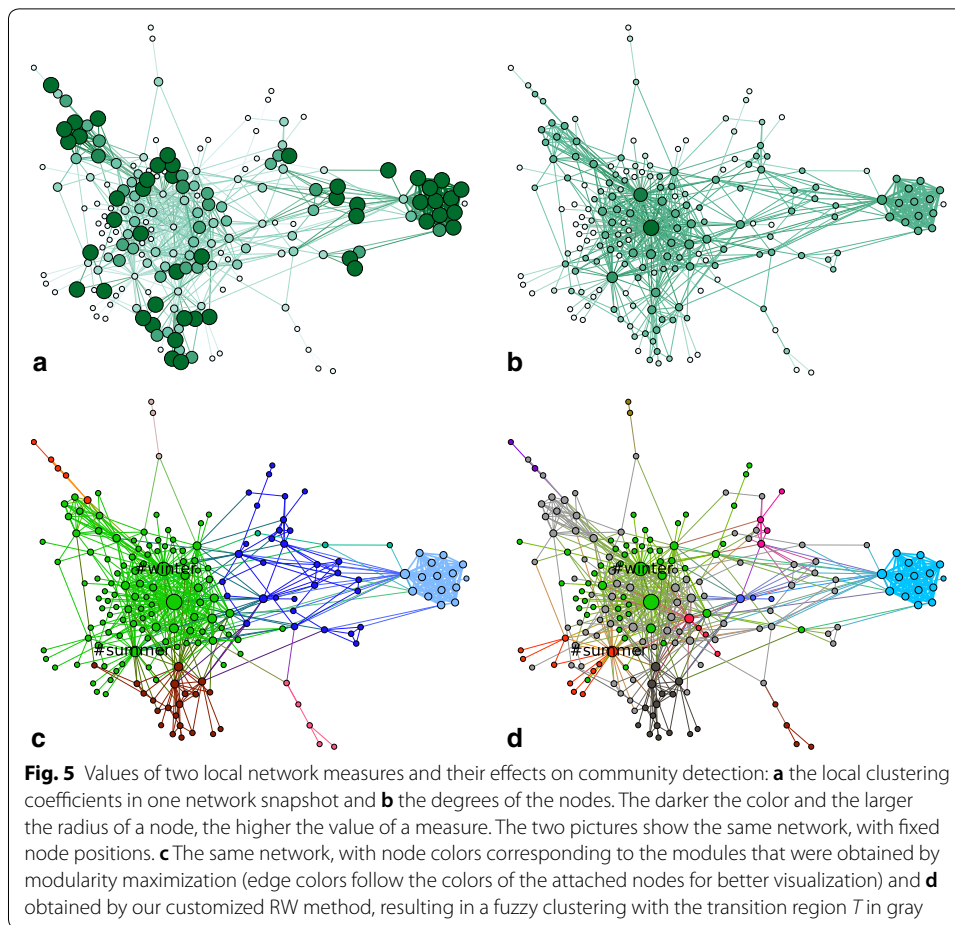 a
b
#winter
#summer
c
#winter
#summer
d
Fig. 5 Values of two local network measures and their effects on community detection: a the local clustering
coefficients in one network snapshot and b the degrees of the nodes. The darker the color and the larger
the radius of a node, the higher the value of a measure. The two pictures show the same network, with fixed
node positions. c The same network, with node colors corresponding to the modules that were obtained by
modularity maximization (edge colors follow the colors of the attached nodes for better visualization) and d
obtained by our customized RW method, resulting in a fuzzy clustering with the transition region T in gray